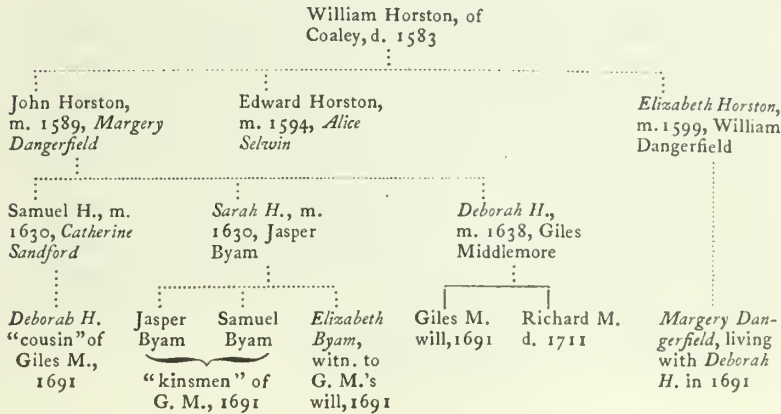 William Horston, of
Coaley, d. 1583
John Horston,
m. 1589, Margery
Dangerfield
Edward Horston,
m. 1594, Alice
Selwin
Elizabeth Horston,
m. 1599, William
Dangerfield
Samuel H., m.
1630, Catherine
Sandford
Sarah H., m.
1630, Jasper
Byam
Deborah H.,
m. 1638, Giles
Middlemore
Deborah H.
"cousin" of
Giles M.,
1691
Jasper
Byam
Samuel
Byam
"kinsmen" of
G. M., 1691
Elizabeth
Byam,
witn. to
G. M.'s
will, 1691
Giles M.
will, 1691
Richard M.
d. 1711
Margery Dan-
gerfield, living
with Deborah
H. in 1691